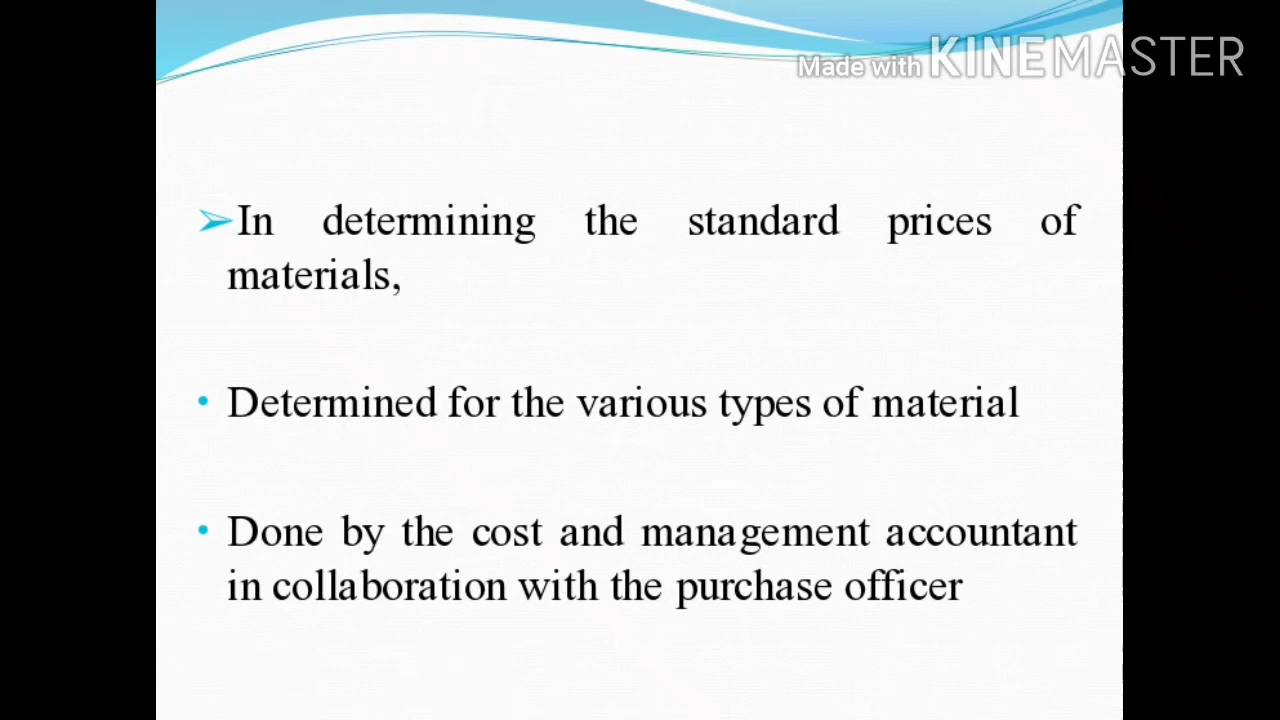 Made with KINEMASTER
➢In determining the standard prices of
materials,
• Determined for the various types of material
• Done by the cost and management accountant
in collaboration with the purchase officer